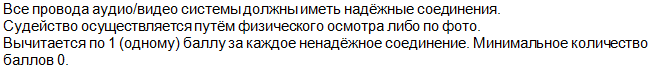 Все провода аудио/видео системы должны иметь надёжные соединения.
Судейство осуществляется путём физического осмотра либо по фото.
Вычитается по 1 (одному) баллу за каждое ненадёжное соединение. Минимальное количество
баллов 0.